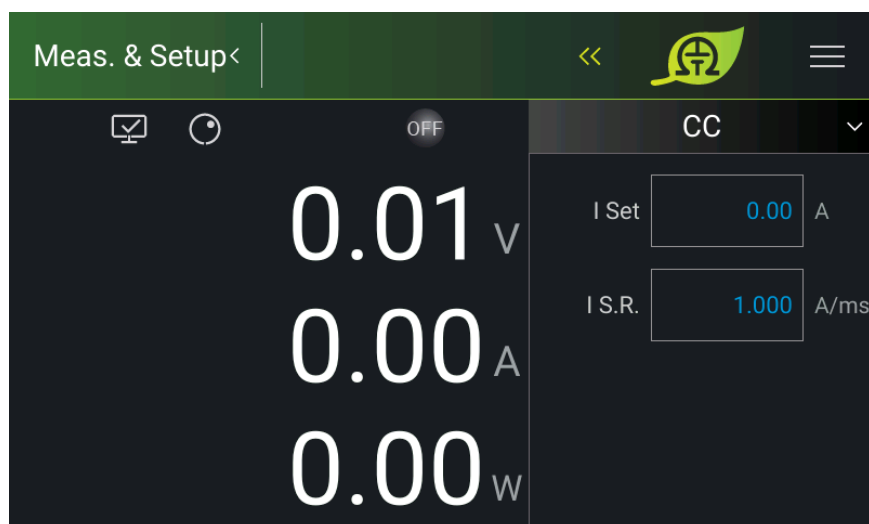 Meas. & Setup<
<<
OFF
CC
0.01 V
I Set 0.00 A
I S.R. 1.000 A/ms
0.00 A
0.00 W